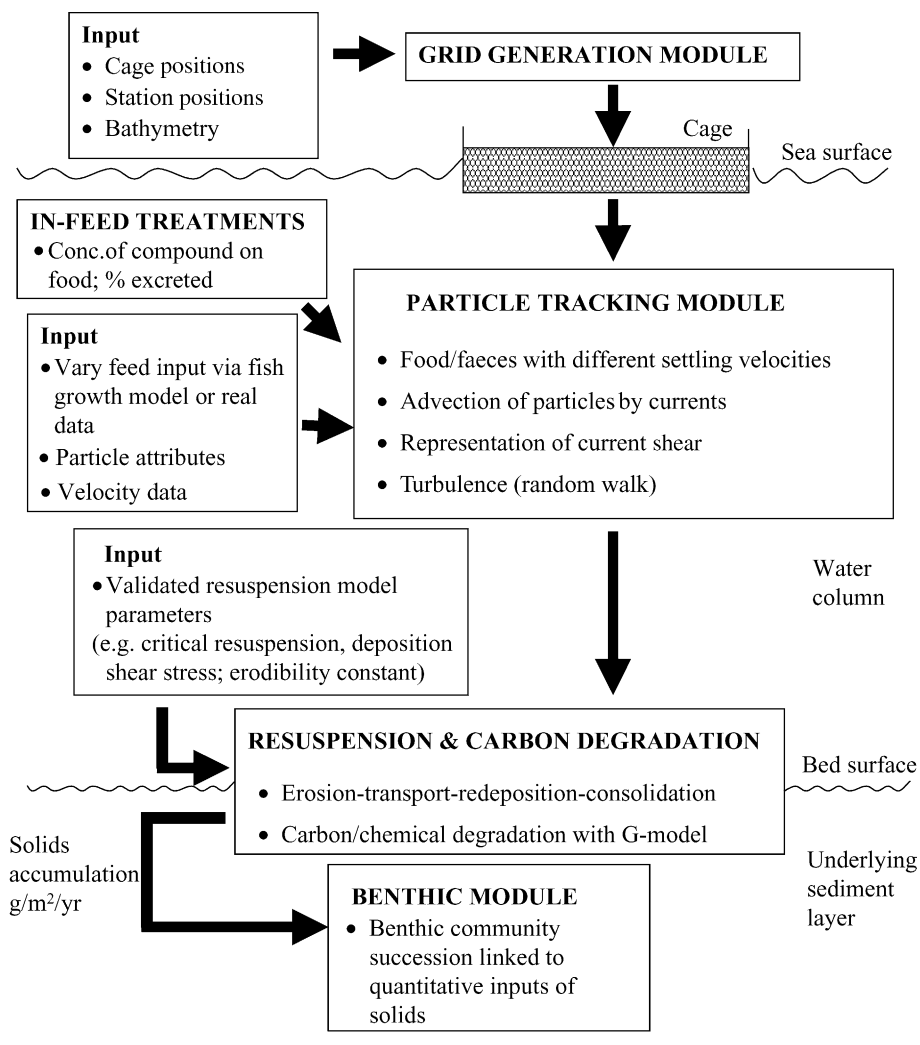 Input
• Cage positions
• Station positions
• Bathymetry
GRID GENERATION MODULE
Cage
Sea surface
IN-FEED TREATMENTS
• Conc.of compound on
food; % excreted
Input
• Vary feed input via fish
growth model or real
data
• Particle attributes
• Velocity data
PARTICLE TRACKING MODULE
• Food/faeces with different settling velocities
• Advection of particles by currents
• Representation of current shear
• Turbulence (random walk)
Input
• Validated resuspension model
parameters
(e.g. critical resuspension, deposition
shear stress; erodibility constant)
Water
column
RESUSPENSION & CARBON DEGRADATION
• Erosion-transport-redeposition-consolidation
• Carbon/chemical degradation with G-model
Bed surface
Solids
accumulation
g/m²/yr
Underlying
sediment
layer
BENTHIC MODULE
• Benthic community
succession linked to
quantitative inputs of
solids